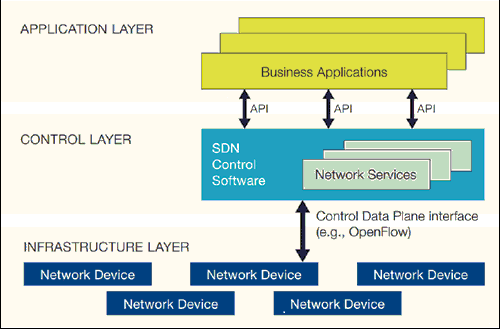 APPLICATION LAYER
Business Applications
API
API
API
CONTROL LAYER
SDN
Control
Software
Network Services
Control Data Plane interface
(e.g., OpenFlow)
INFRASTRUCTURE LAYER
Network Device
Network Device
Network Device
Network Device
Network Device